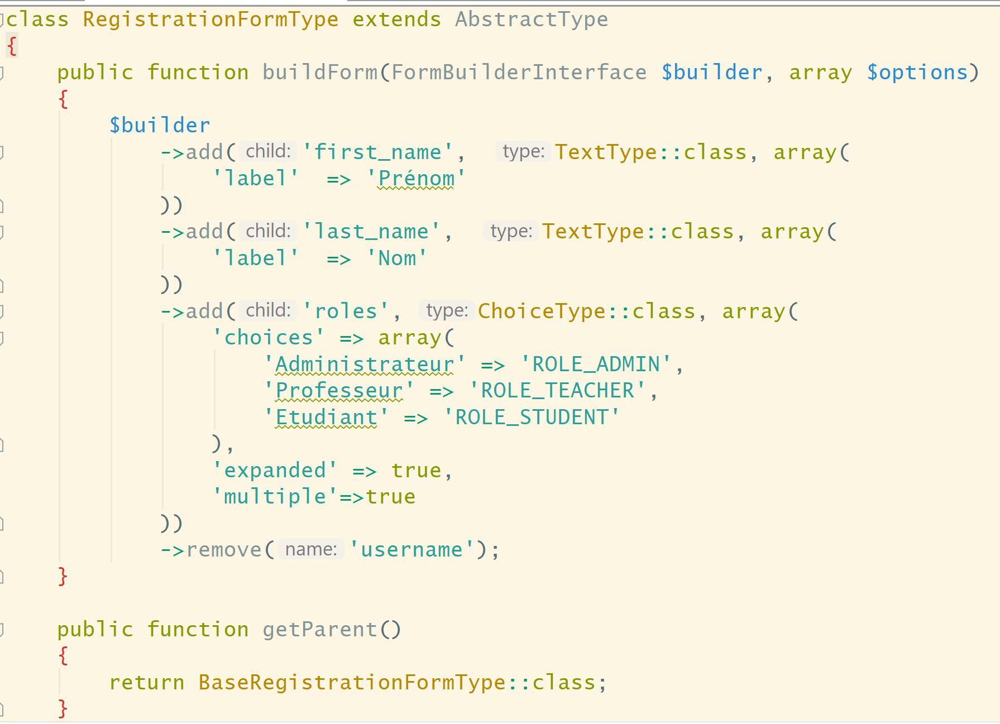 class RegistrationFormType extends AbstractType
{
public function buildForm(FormBuilderInterface $builder, array $options)
{
$builder
->add( child: 'first_name', type: TextType::class, array(
'label' => 'Prénom'
))
->add( child: 'last_name', type: TextType::class, array(
'label' => 'Nom'
))
->add( child: 'roles', type: ChoiceType::class, array(
'choices' => array(
'Administrateur' => 'ROLE_ADMIN',
'Professeur' => 'ROLE_TEACHER',
'Etudiant' => 'ROLE_STUDENT'
),
'expanded' => true,
'multiple'=>true
))
->remove( name: 'username');
}
public function getParent()
{
return BaseRegistrationFormType::class;
}